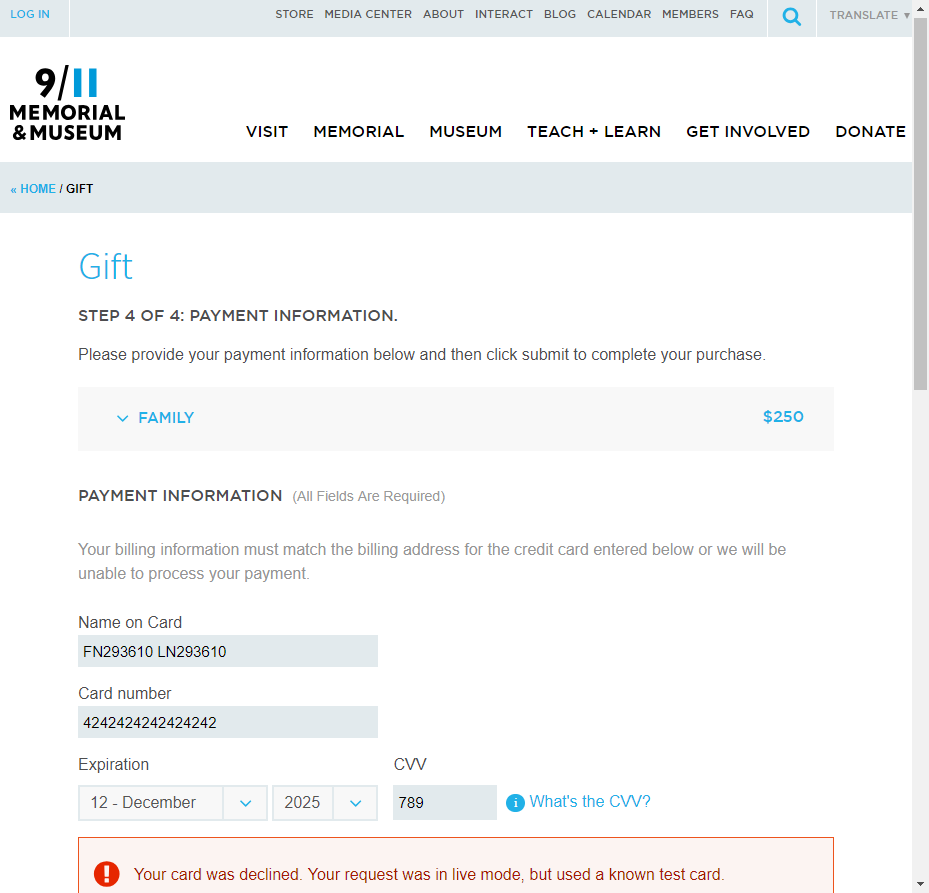 LOG IN
STORE MEDIA CENTER ABOUT INTERACT BLOG CALENDAR MEMBERS FAQ
TRANSLATE ▼
9/11
MEMORIAL
& MUSEUM
VISIT MEMORIAL MUSEUM TEACH + LEARN GET INVOLVED DONATE
« HOME / GIFT
Gift
STEP 4 OF 4: PAYMENT INFORMATION.
Please provide your payment information below and then click submit to complete your purchase.
FAMILY $250
PAYMENT INFORMATION (All Fields Are Required)
Your billing information must match the billing address for the credit card entered below or we will be
unable to process your payment.
Name on Card
FN293610 LN293610
Card number
4242424242424242
Expiration CVV
12 - December 2025 789 What's the CVV?
Your card was declined. Your request was in live mode, but used a known test card.